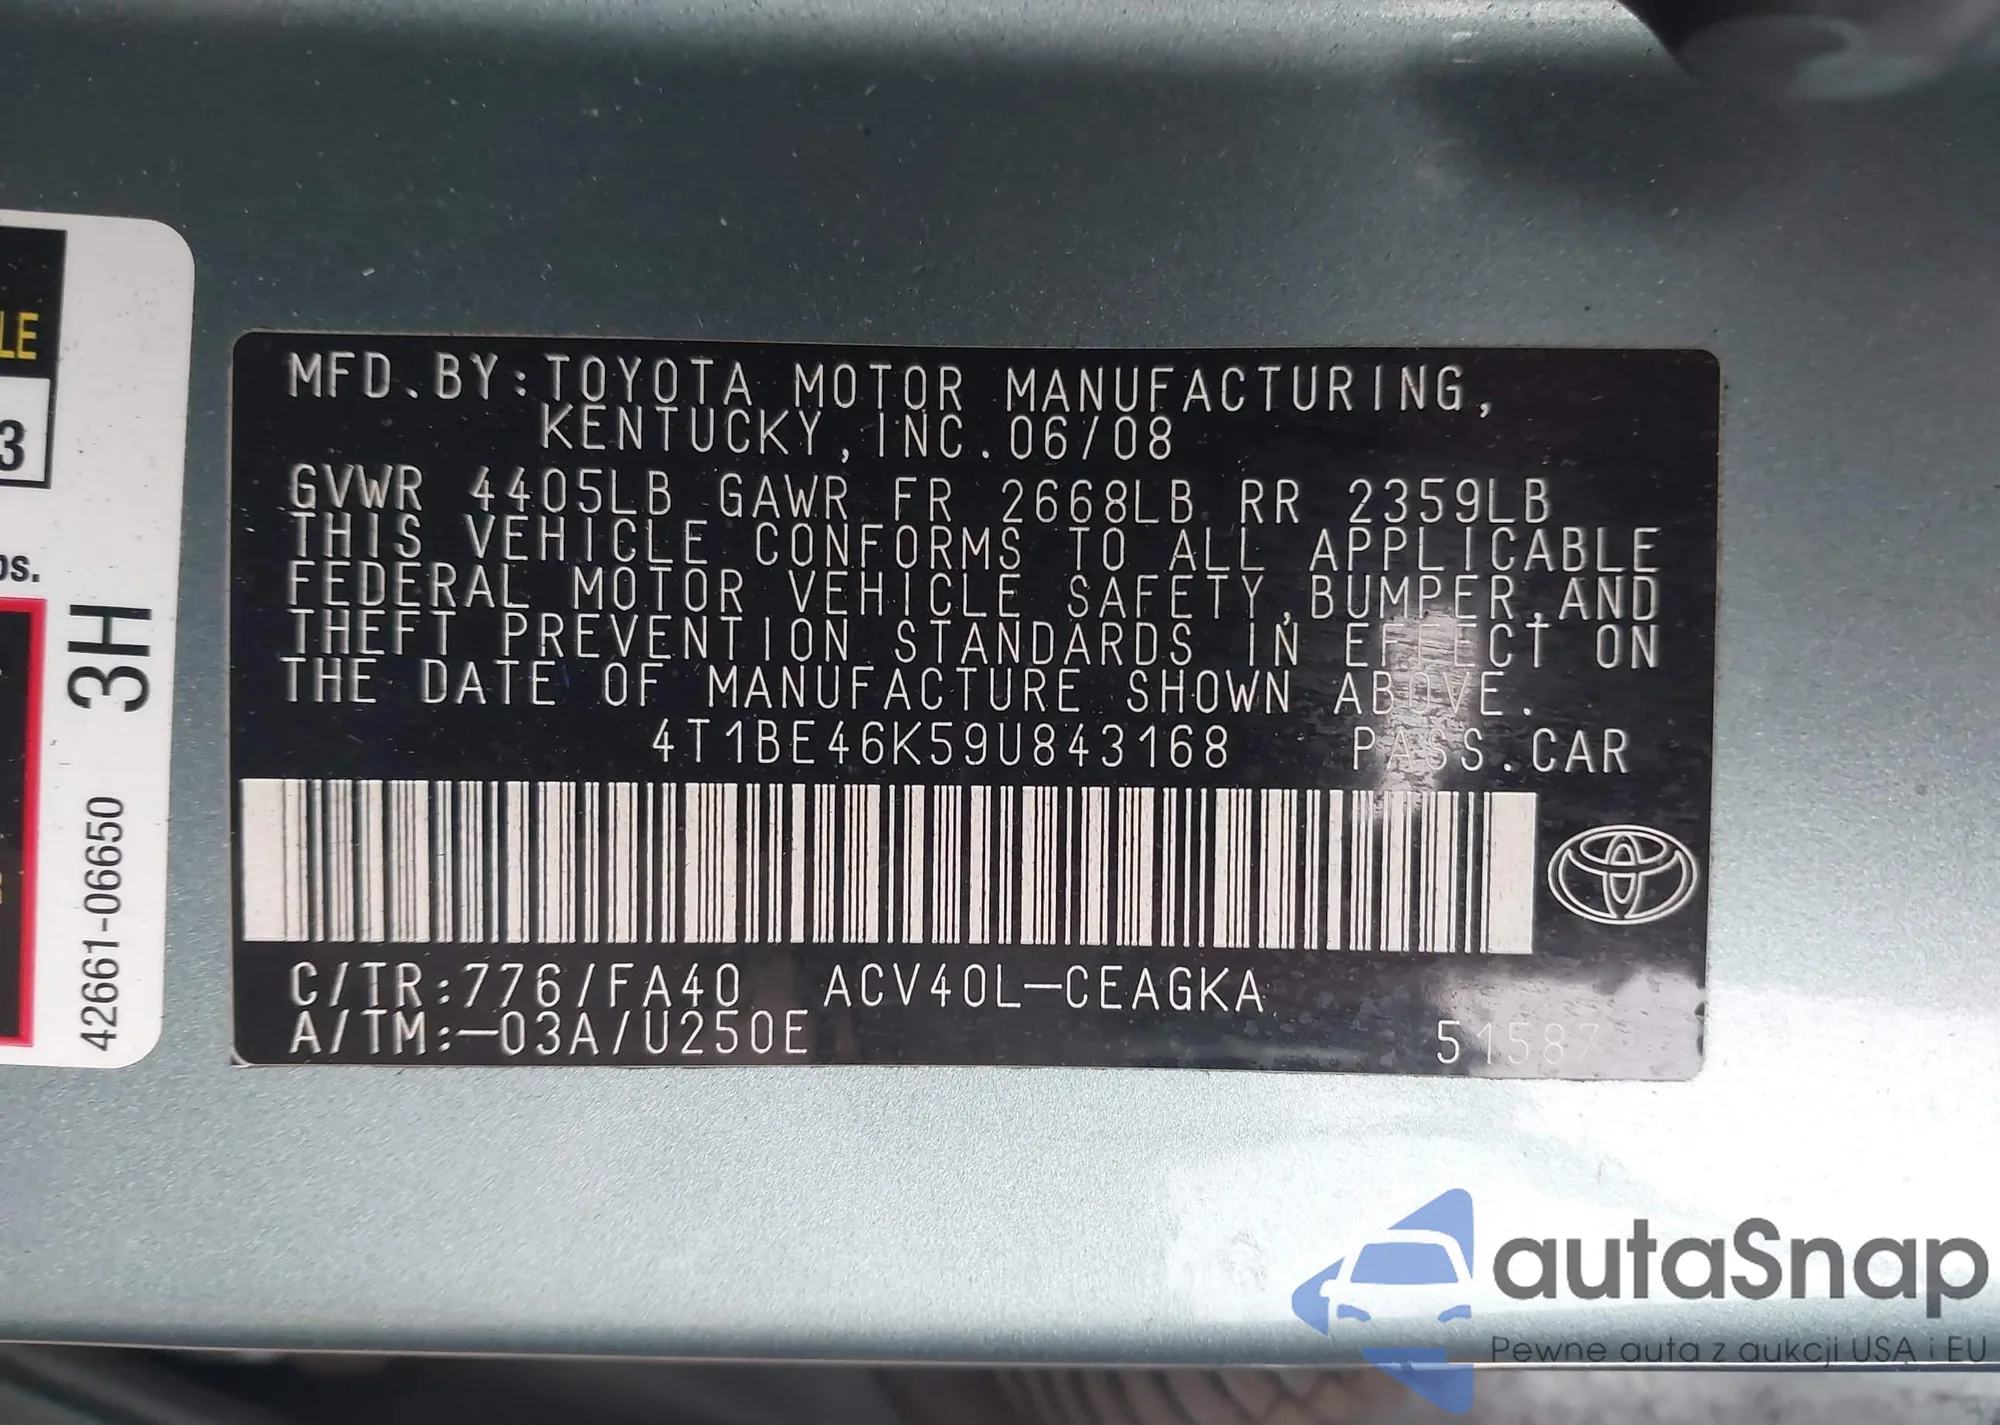 LE
3
os.
3H
42661-06650
MFD.BY:TOYOTA MOTOR MANUFACTURING,
KENTUCKY,INC.06/08
GVWR 4405LB GAWR FR 2668LB RR 2359LB
THIS VEHICLE CONFORMS TO ALL APPLICABLE
FEDERAL MOTOR VEHICLE SAFETY,BUMPER,AND
THEFT PREVENTION STANDARDS IN EFFECT ON
THE DATE OF MANUFACTURE SHOWN ABOVE.
4T1BE46K59U843168 PASS.CAR
C/TR:776/FA40 ACV40L-CEAGKA
A/TM:-03A/U250E
51587
autaSnap
Pewne auta z aukcji USA i EU